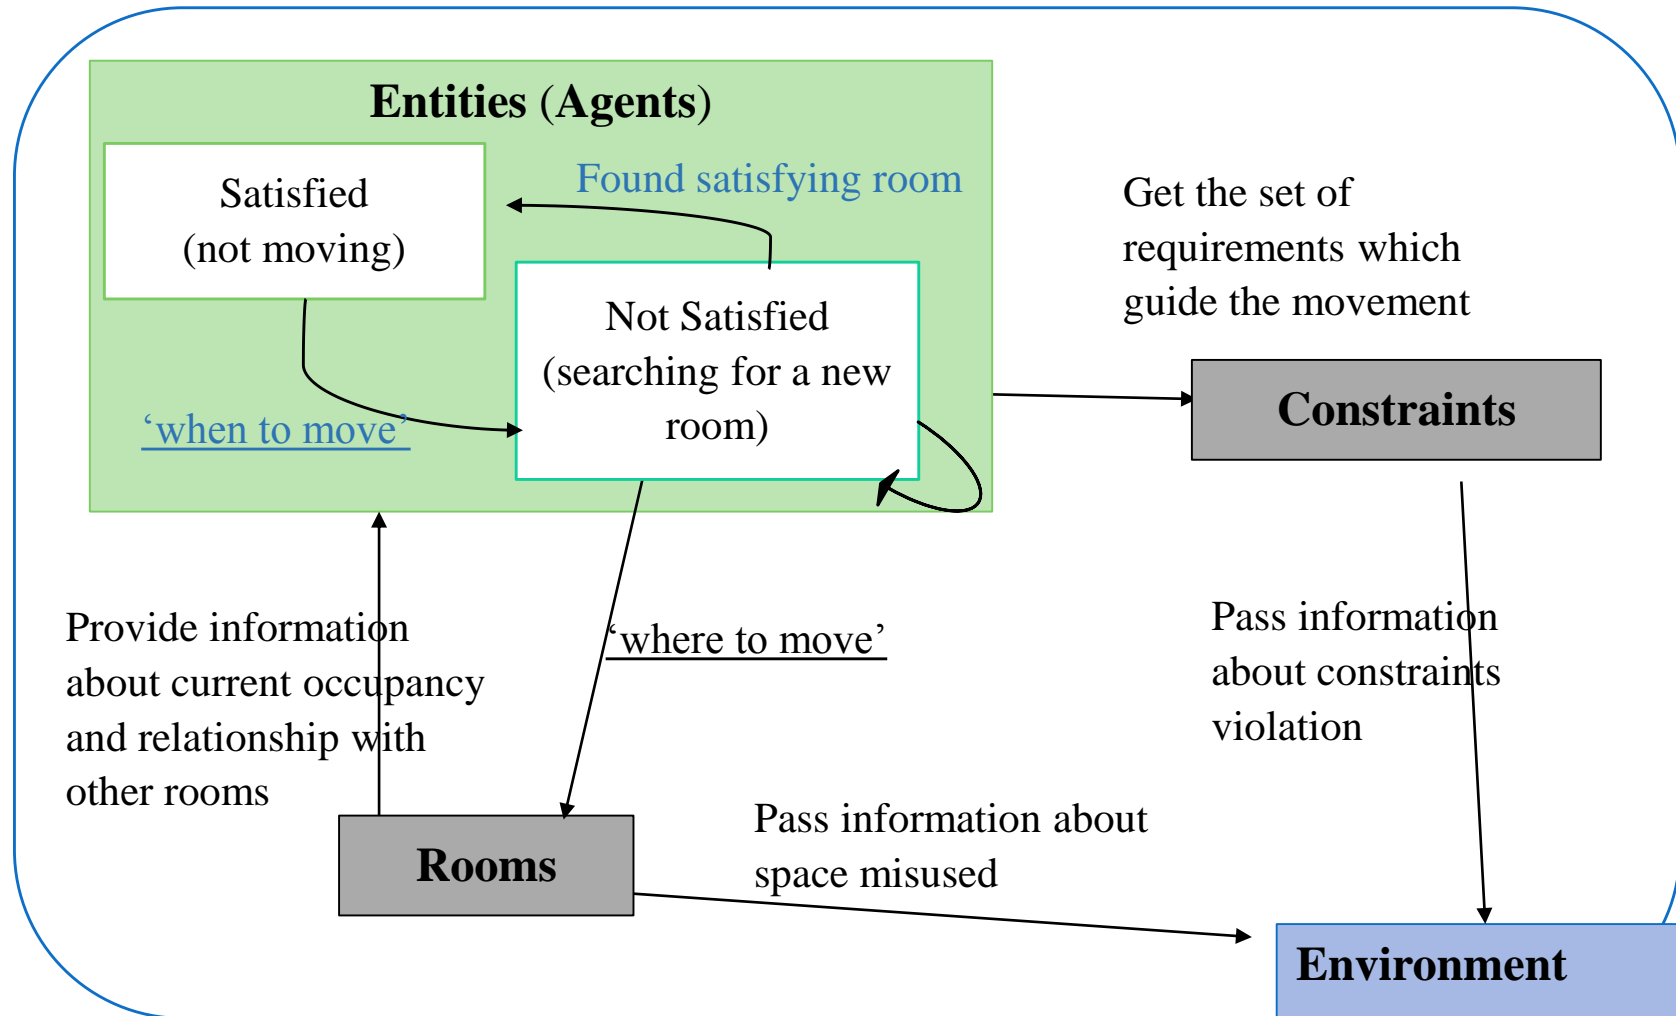 Entities (Agents)
Satisfied
(not moving)
Found satisfying room
Not Satisfied
(searching for a new
room)
‘when to move’
Get the set of
requirements which
guide the movement
Constraints
Provide information
about current occupancy
and relationship with
other rooms
‘where to move’
Pass information
about constraints
violation
Rooms
Pass information about
space misused
Environment